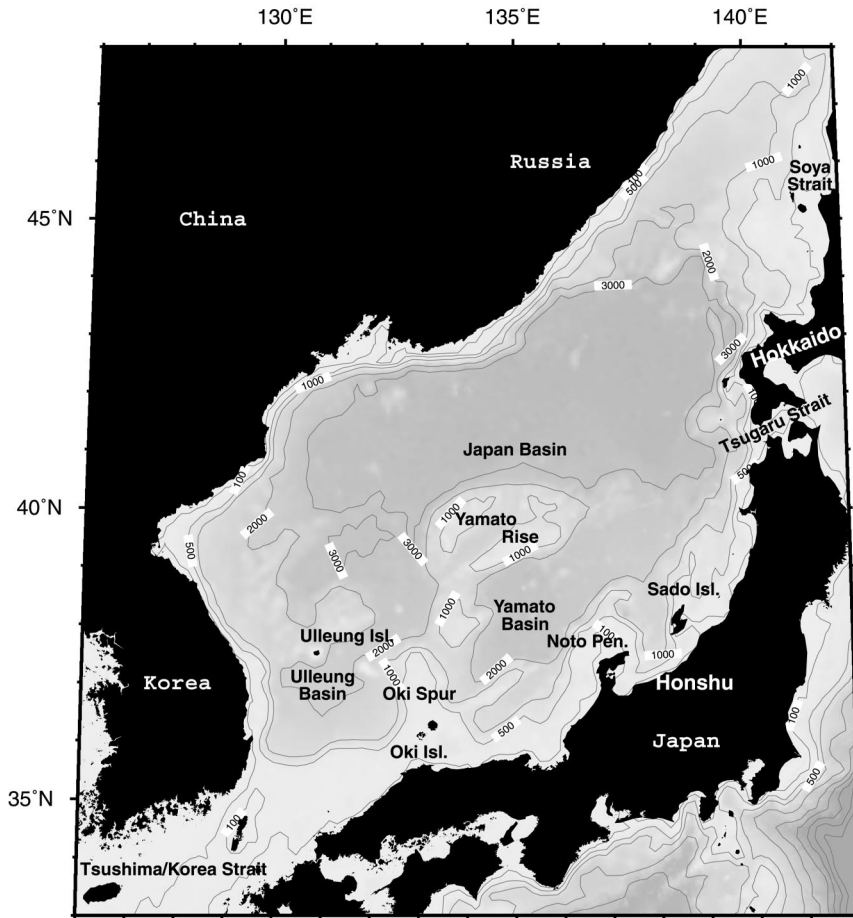 130°E
135°E
140°E
1000
Russia
1000
Soya
Strait
100
500
45°N
China
2000
3000
3000
Hokkaido
1000
100
Tsugaru Strait
Japan Basin
500
100
40°N
2000
1000
Yamato
Rise
500
3000
3000
1000
Sado Isl.
1000
Yamato
Basin
100
Ulleung Isl.
2000
Noto Pen.
1000
Korea
Ulleung
Basin
1000
2000
Oki Spur
Honshu
500
100
Oki Isl.
Japan
35°N
500
100
Tsushima/Korea Strait